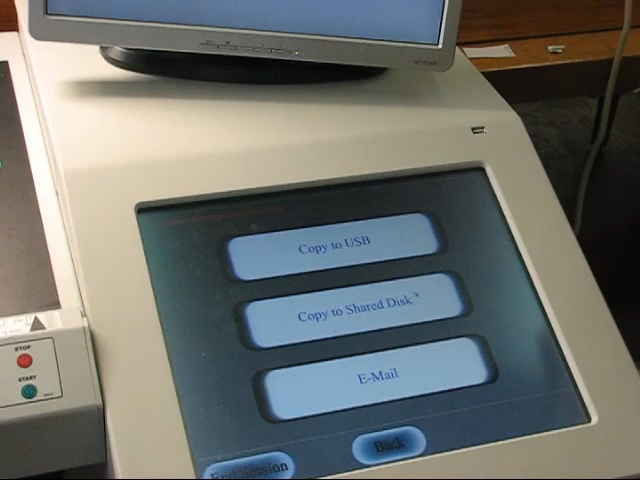 Copy to USB
Copy to Shared Disk
E-Mail
Back
End Session
STOP
START